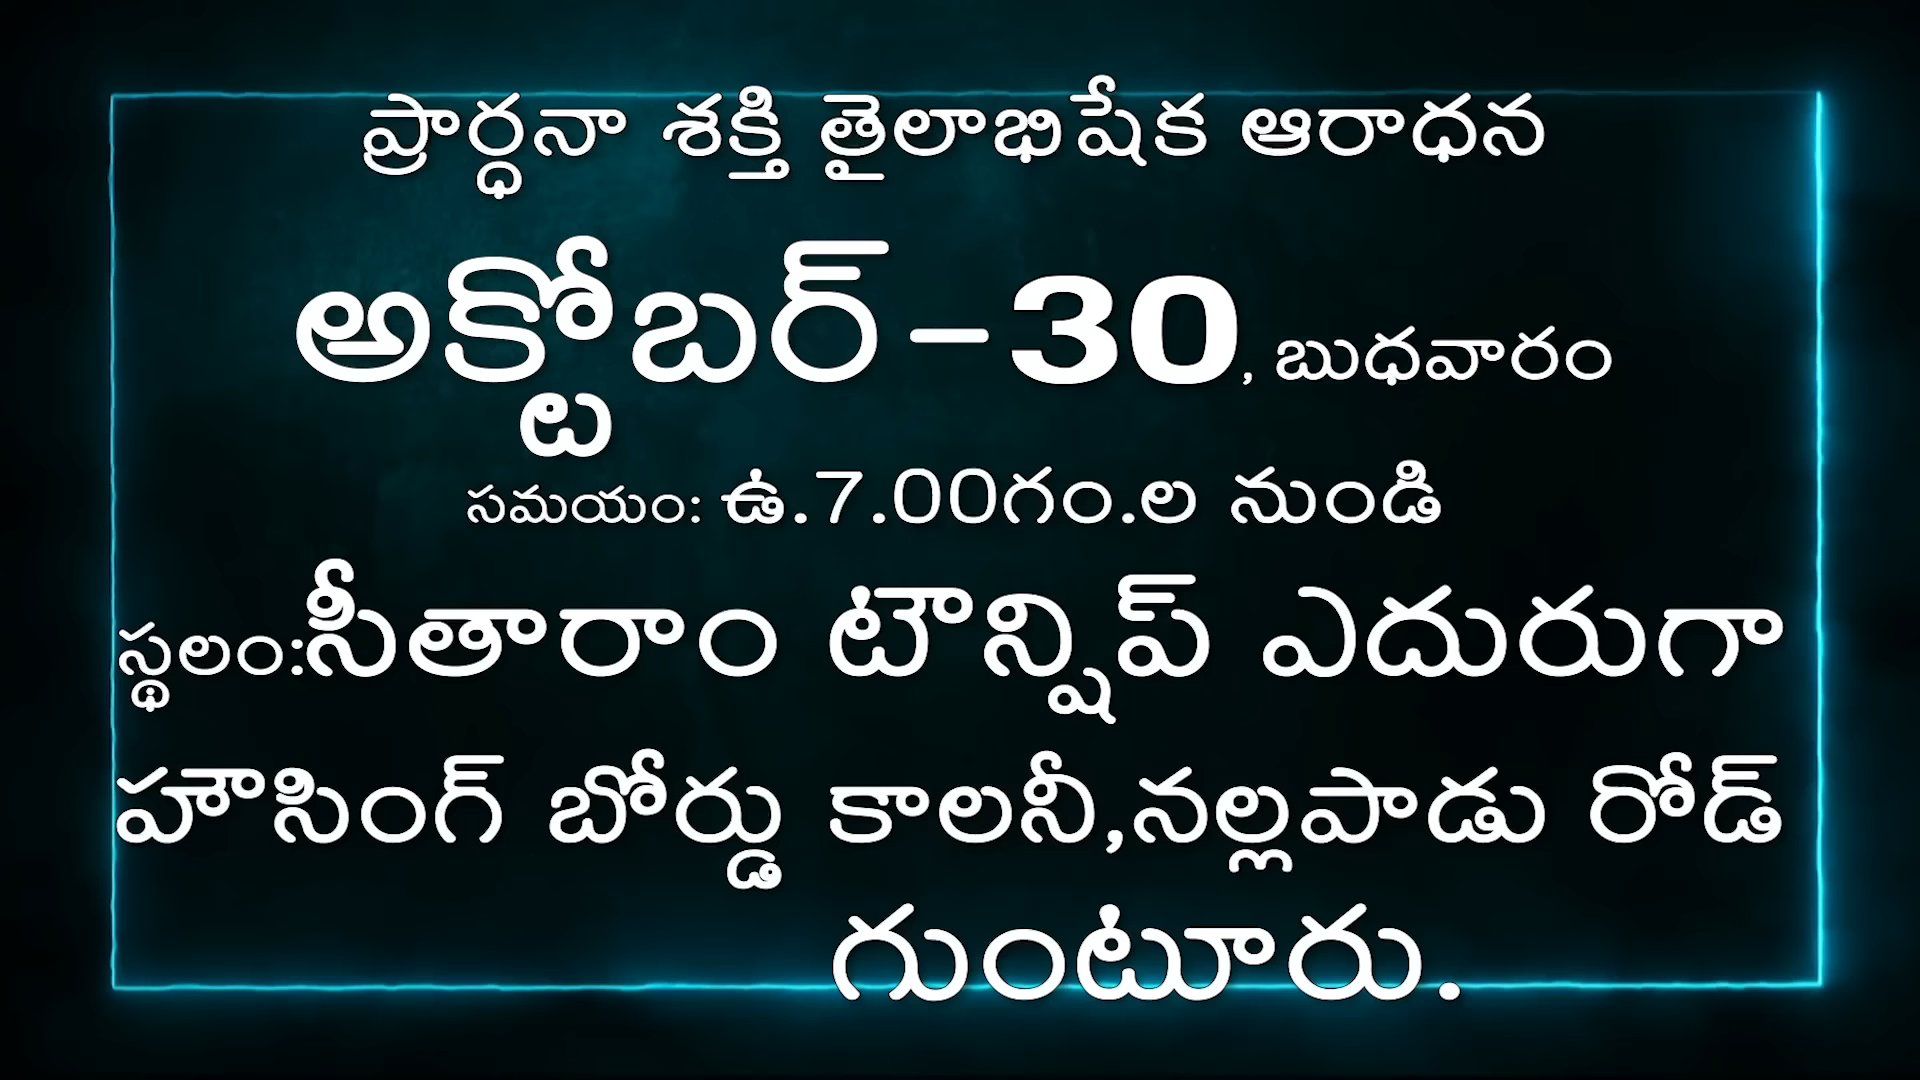 ప్రార్ధనా శక్తి తైలాభిషేక ఆరాధన
అక్టోబర్-30, బుధవారం
సమయం: ఉ.7.00గం.ల నుండి
స్థలం:సీతారాం టౌన్షిప్ ఎదురుగా
హౌసింగ్ బోర్డు కాలనీ,నల్లపాడు రోడ్
గుంటూరు.